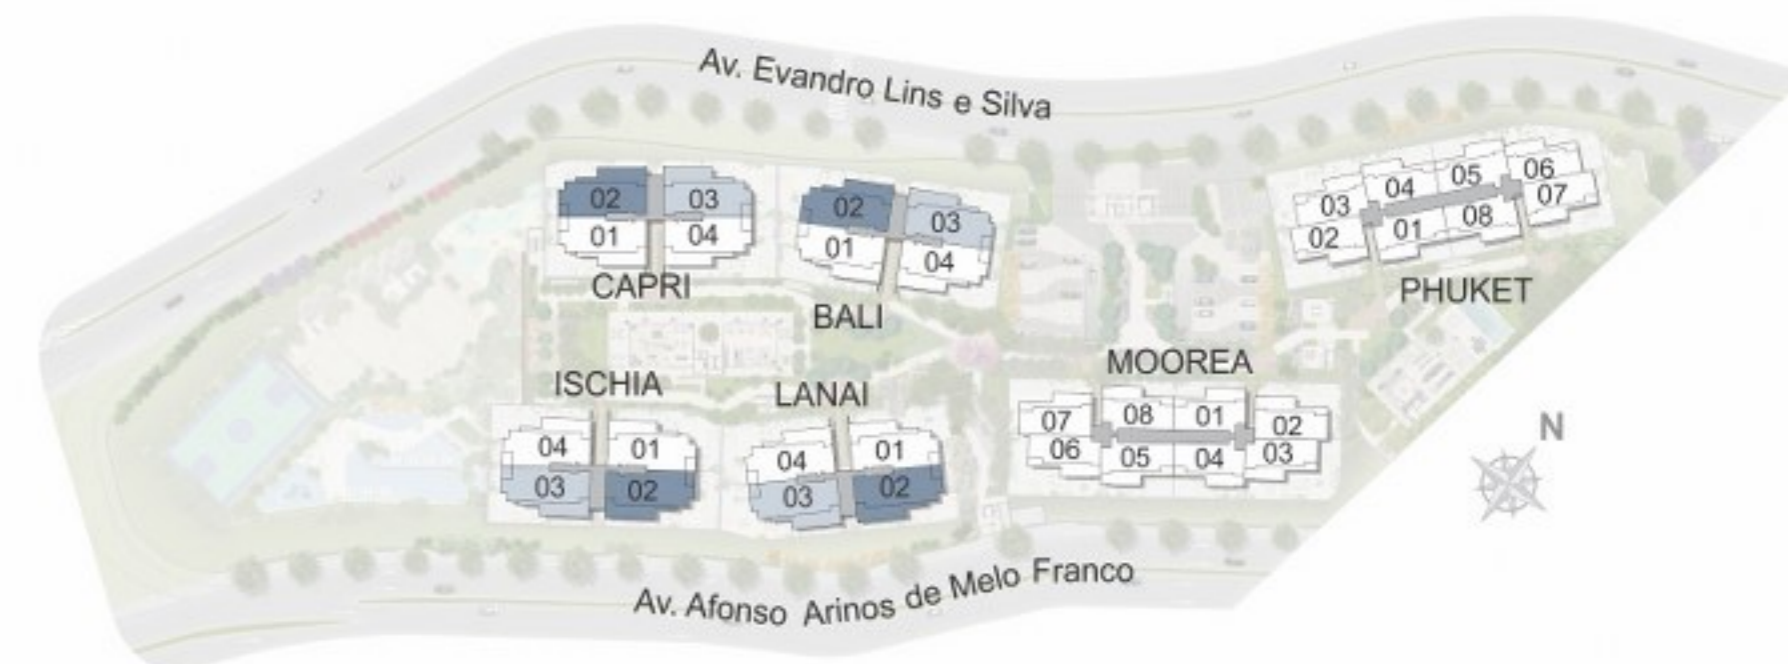 Av. Evandro Lins e Silva
02 03
01 04
CAPRI
02 03
01 04
BALI
03 04 05 06
02 01 08 07
PHUKET
ISCHIA
04 01
03 02
LANAI
04 01
03 02
MOOREA
07 08 01 02
06 05 04 03
N
Av. Afonso Arinos de Melo Franco